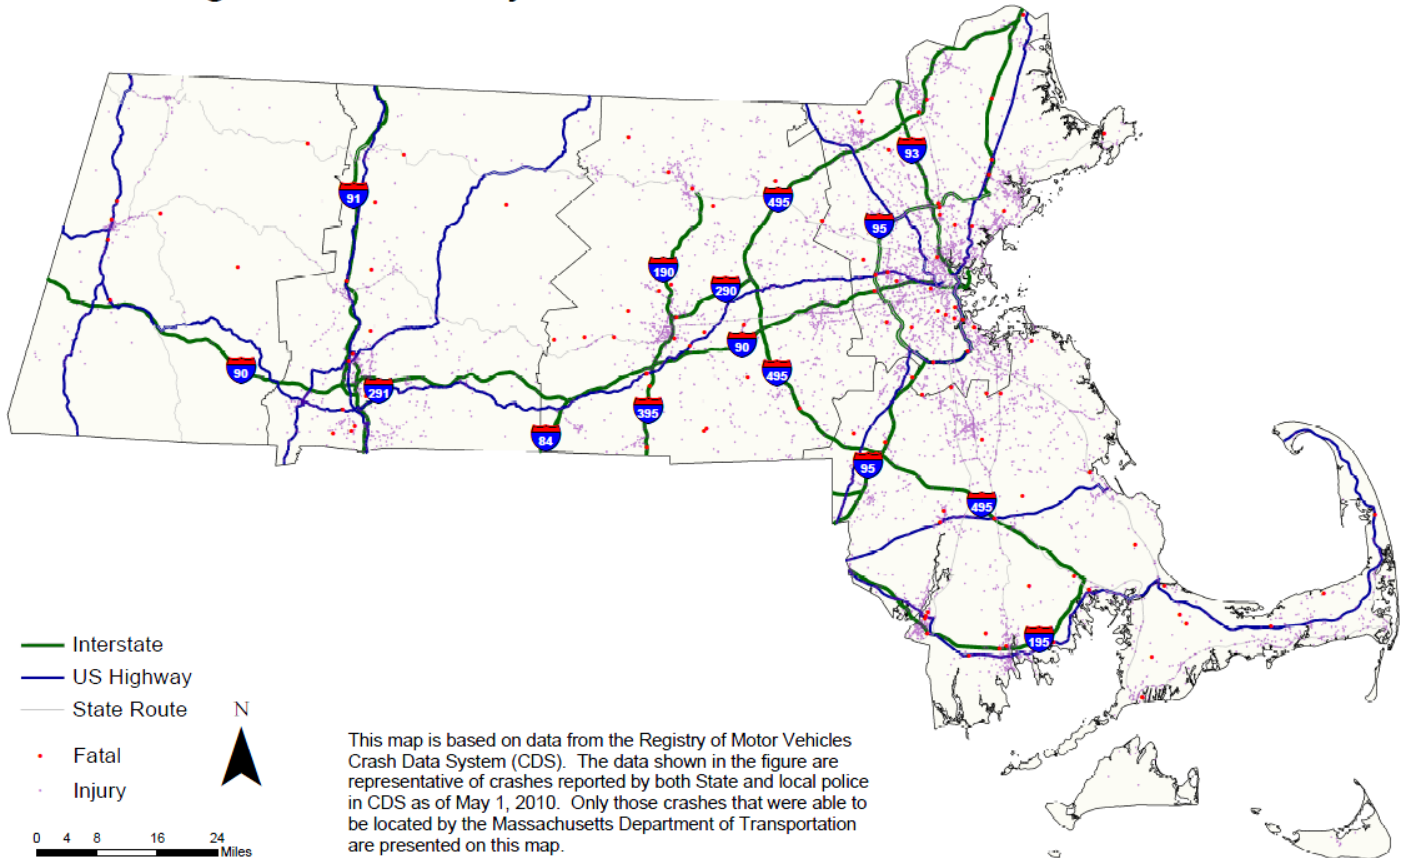 93
91
495
95
190
290
90
90
495
291
395
84
95
495
195
Interstate
US Highway
State Route
N
Fatal
Injury
0 4 8 16 24
Miles
This map is based on data from the Registry of Motor Vehicles
Crash Data System (CDS). The data shown in the figure are
representative of crashes reported by both State and local police
in CDS as of May 1, 2010. Only those crashes that were able to
be located by the Massachusetts Department of Transportation
are presented on this map.